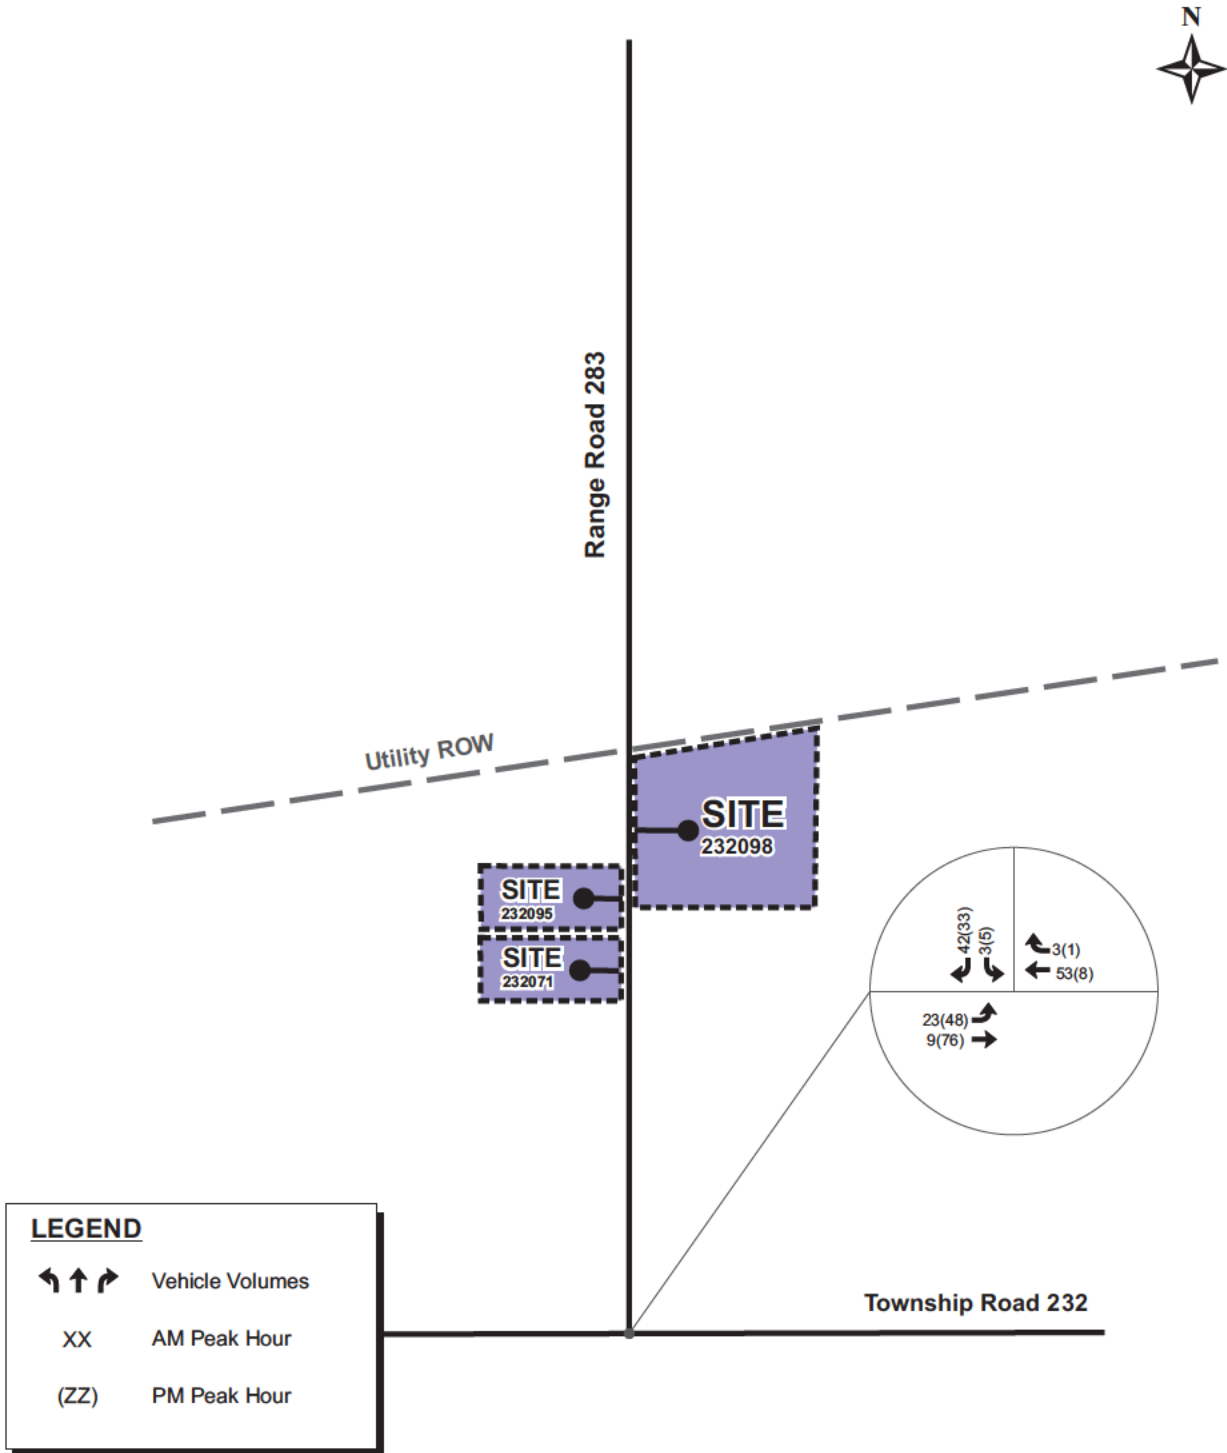 N
Range Road 283
Utility ROW
SITE
232098
SITE
232095
SITE
232071
42(33)
3(5)
3(1)
53(8)
23(48)
9(76)
Township Road 232
LEGEND
Vehicle Volumes
XX AM Peak Hour
(ZZ) PM Peak Hour